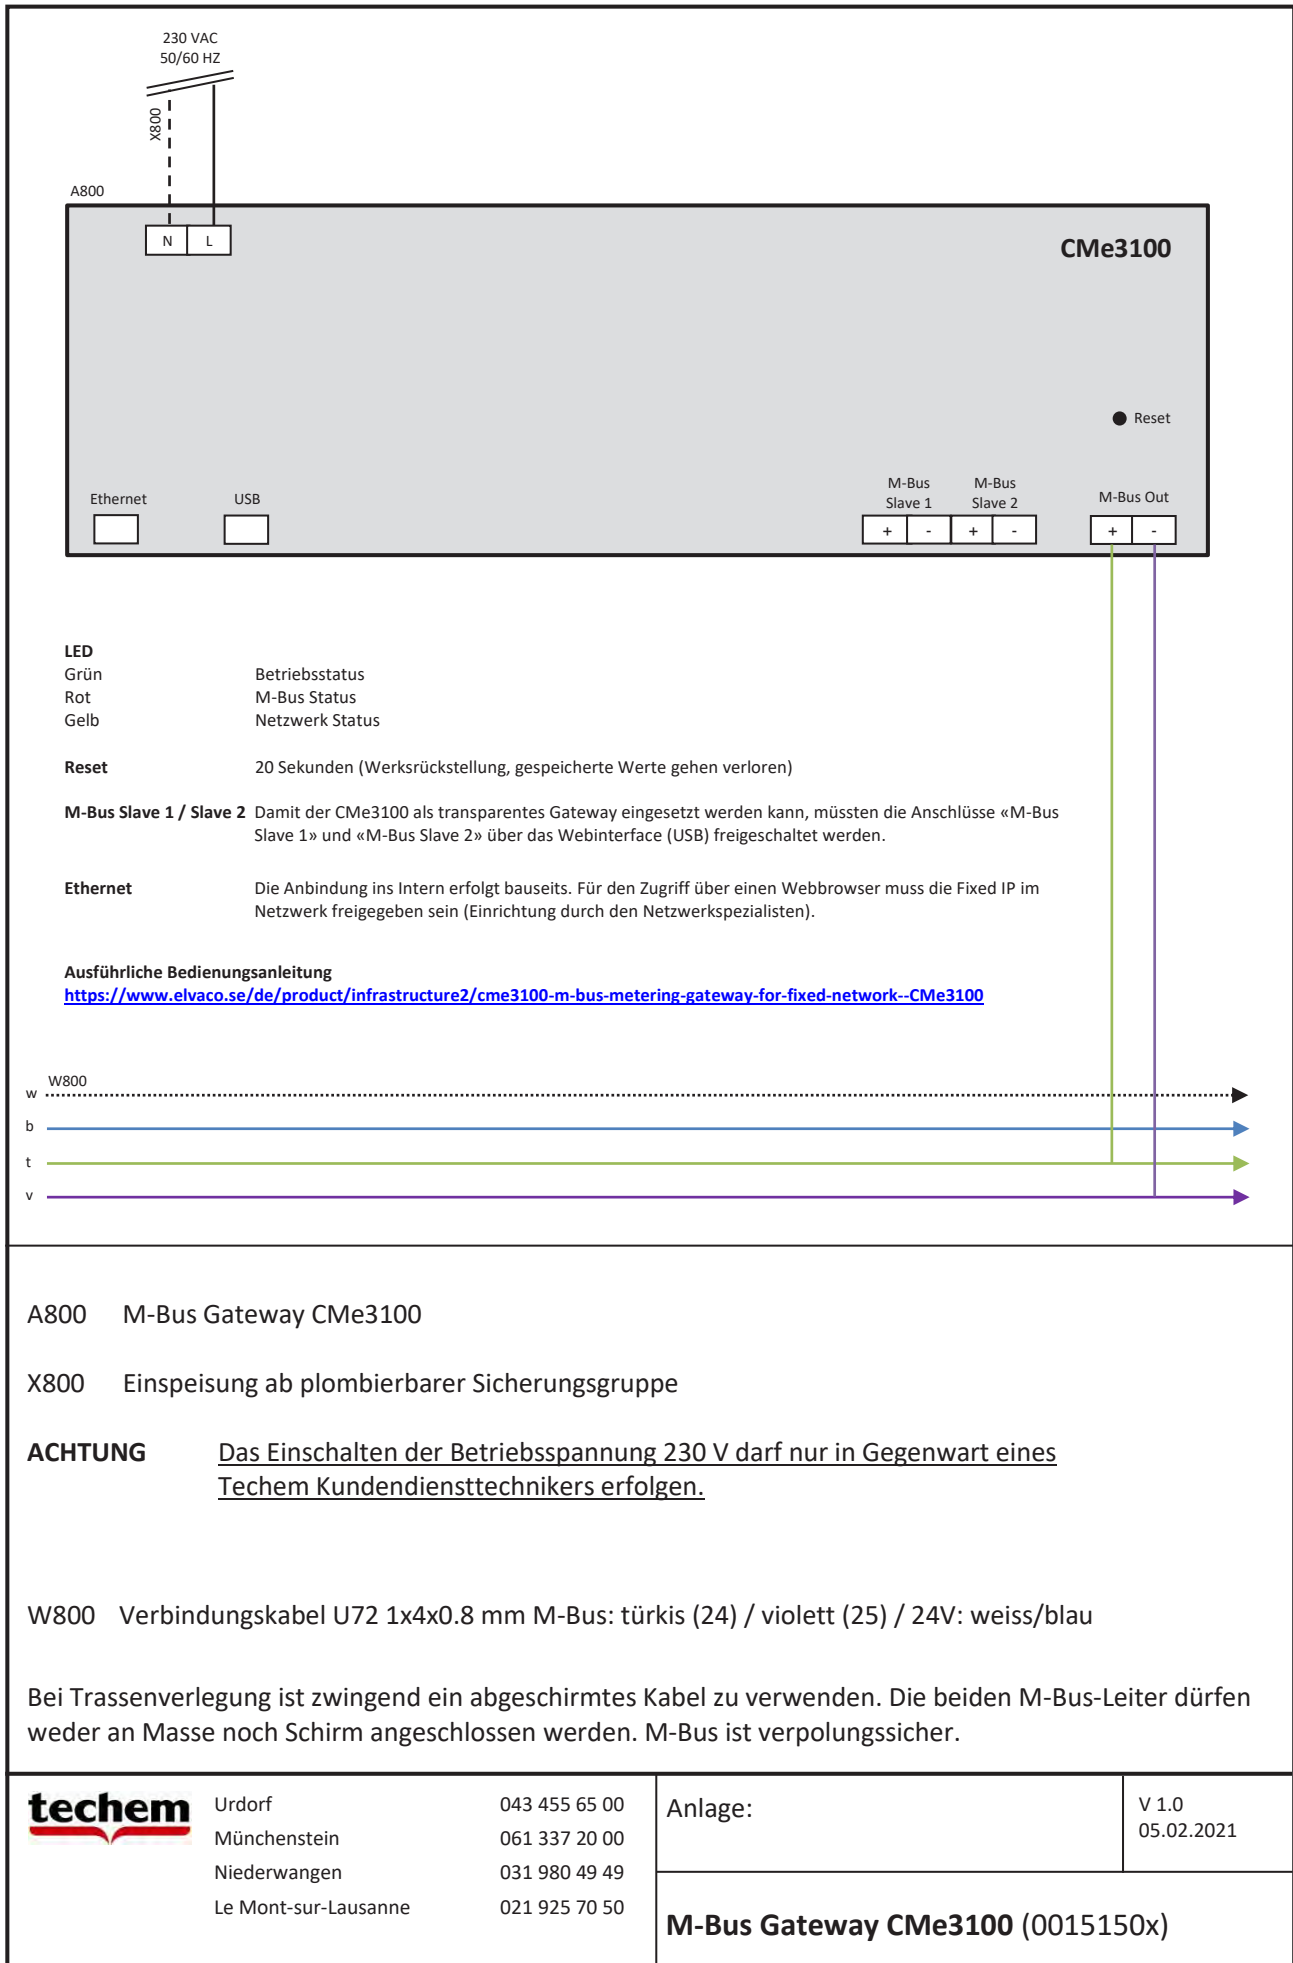 230 VAC
50/60 HZ
X800
A800
N L
CMe3100
Reset
Ethernet USB
M-Bus Slave 1
M-Bus Slave 2
M-Bus Out
+ - + - + -
LED
Grün Betriebsstatus
Rot M-Bus Status
Gelb Netzwerk Status
Reset 20 Sekunden (Werksrückstellung, gespeicherte Werte gehen verloren)
M-Bus Slave 1 / Slave 2 Damit der CMe3100 als transparentes Gateway eingesetzt werden kann, müssten die Anschlüsse «M-Bus
Slave 1» und «M-Bus Slave 2» über das Webinterface (USB) freigeschaltet werden.
Ethernet Die Anbindung ins Intern erfolgt bauseits. Für den Zugriff über einen Webbrowser muss die Fixed IP im
Netzwerk freigegeben sein (Einrichtung durch den Netzwerkspezialisten).
Ausführliche Bedienungsanleitung
https://www.elvaco.se/de/product/infrastructure2/cme3100-m-bus-metering-gateway-for-fixed-network--CMe3100
W800
w
b
t
v
A800 M-Bus Gateway CMe3100
X800 Einspeisung ab plombierbarer Sicherungsgruppe
ACHTUNG Das Einschalten der Betriebsspannung 230 V darf nur in Gegenwart eines
Techem Kundendiensttechnikers erfolgen.
W800 Verbindungskabel U72 1x4x0.8 mm M-Bus: türkis (24) / violett (25) / 24V: weiss/blau
Bei Trassenverlegung ist zwingend ein abgeschirmtes Kabel zu verwenden. Die beiden M-Bus-Leiter dürfen
weder an Masse noch Schirm angeschlossen werden. M-Bus ist verpolungssicher.
techem
Urdorf 043 455 65 00
Münchenstein 061 337 20 00
Niederwangen 031 980 49 49
Le Mont-sur-Lausanne 021 925 70 50
Anlage:
V 1.0
05.02.2021
M-Bus Gateway CMe3100 (0015150x)